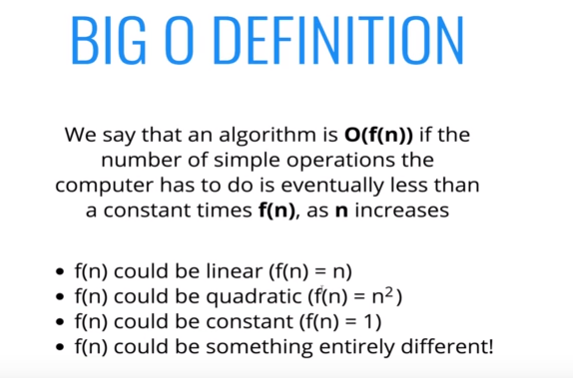 BIG O DEFINITION
We say that an algorithm is O(f(n)) if the
number of simple operations the
computer has to do is eventually less than
a constant times f(n), as n increases
• f(n) could be linear (f(n) = n)
• f(n) could be quadratic (f(n) = n²)
• f(n) could be constant (f(n) = 1)
• f(n) could be something entirely different!